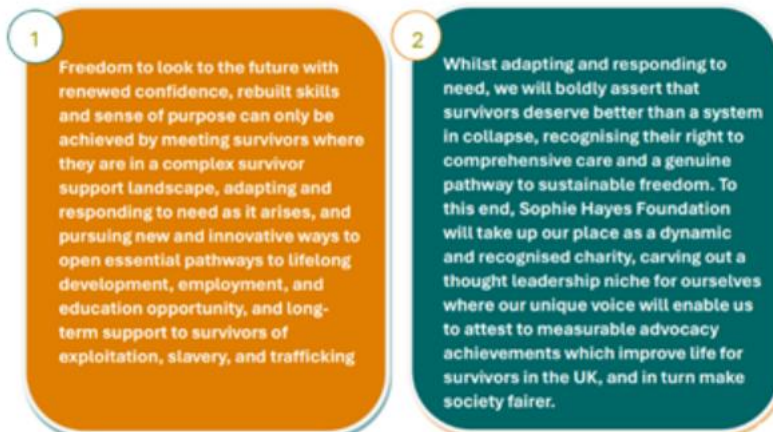 1
Freedom to look to the future with
renewed confidence, rebuilt skills
and sense of purpose can only be
achieved by meeting survivors where
they are in a complex survivor
support landscape, adapting and
responding to need as it arises, and
pursuing new and innovative ways to
open essential pathways to lifelong
development, employment, and
education opportunity, and long-
term support to survivors of
exploitation, slavery, and trafficking
2
Whilst adapting and responding to
need, we will boldly assert that
survivors deserve better than a system
in collapse, recognising their right to
comprehensive care and a genuine
pathway to sustainable freedom. To
this end, Sophie Hayes Foundation
will take up our place as a dynamic
and recognised charity, carving out a
thought leadership niche for ourselves
where our unique voice will enable us
to attest to measurable advocacy
achievements which improve life for
survivors in the UK, and in turn make
society fairer.